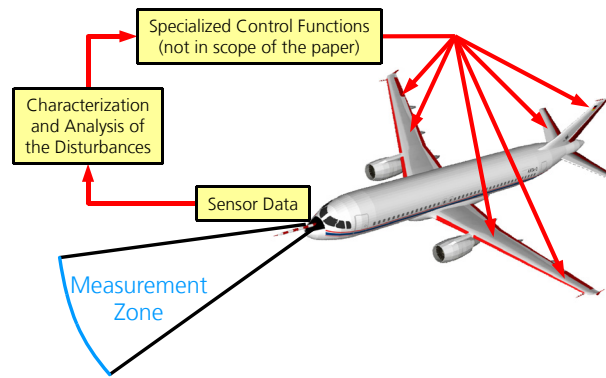 Specialized Control Functions
(not in scope of the paper)
Characterization
and Analysis of
the Disturbances
Sensor Data
Measurement
Zone